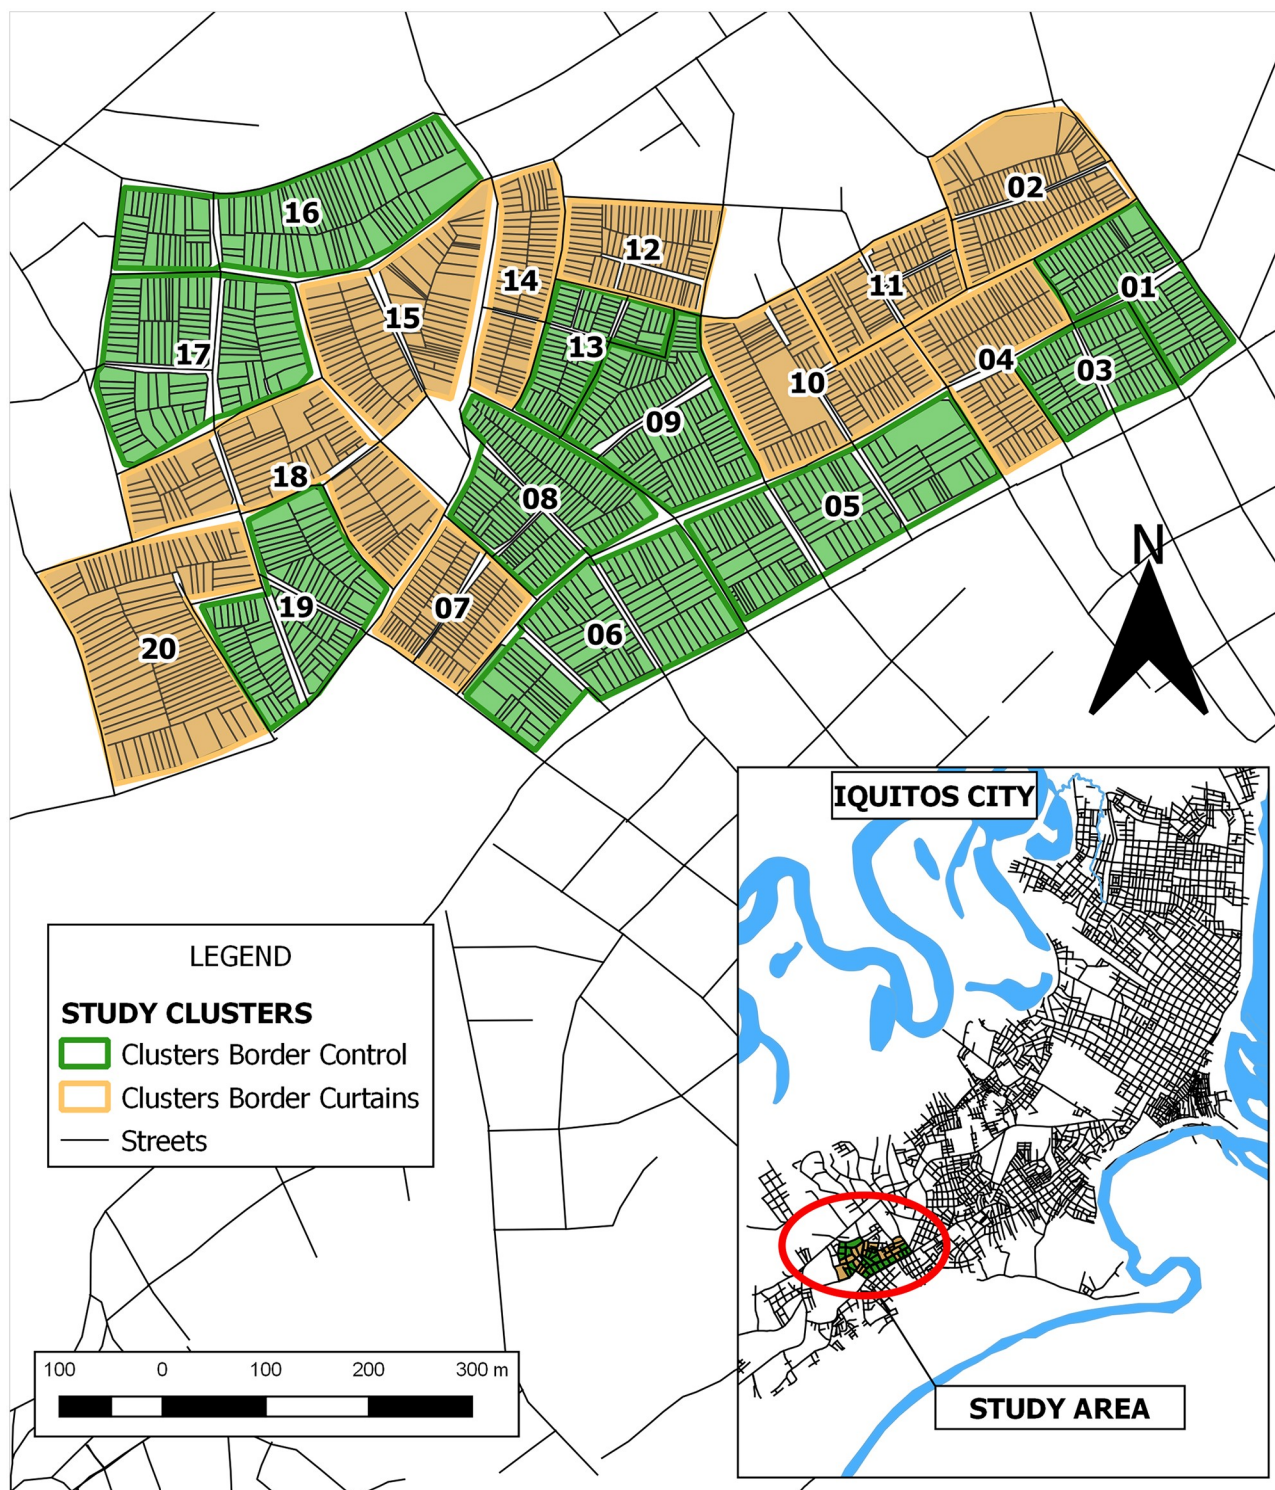 02
16
12
14
01
11
15
13
17
04
03
10
09
18
08
05
N
19
07
06
20
IQUITOS CITY
LEGEND
STUDY CLUSTERS
Clusters Border Control
Clusters Border Curtains
Streets
100 0 100 200 300 m
STUDY AREA